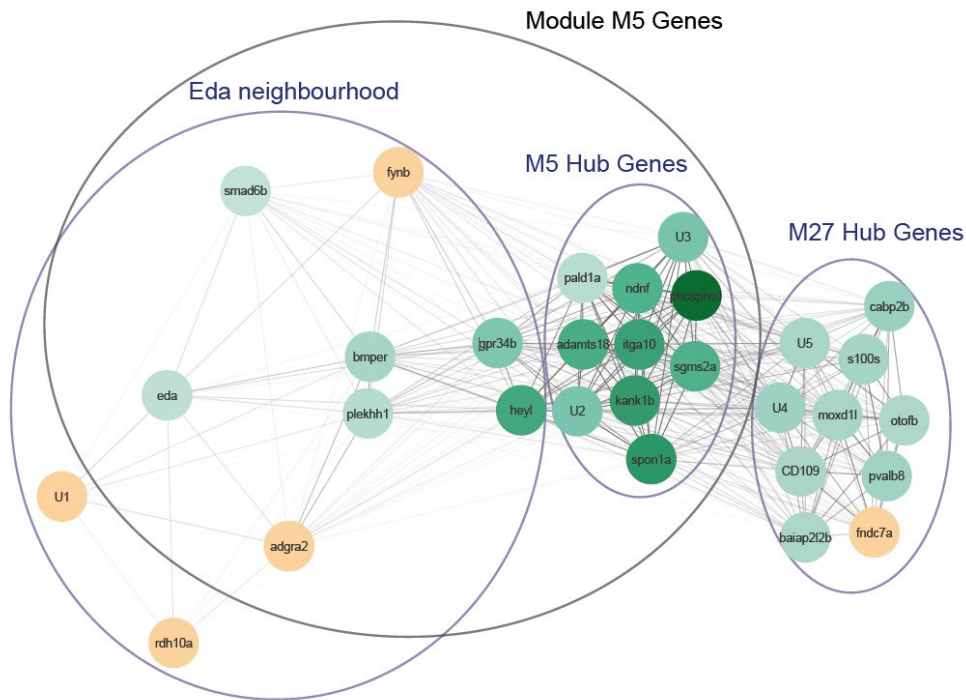 Module M5 Genes
Eda neighbourhood
M5 Hub Genes
M27 Hub Genes
smad6b
fynb
U3
pald1a
ndnf
phospho1
cabp2b
gpr34b
adamts18
itga10
U5
s100s
bmper
sgms2a
eda
plekhh1
heyl
U2
kank1b
U4
moxd1l
otofb
spon1a
CD109
pvalb8
U1
adgra2
baiap2l2b
fndc7a
rdh10a